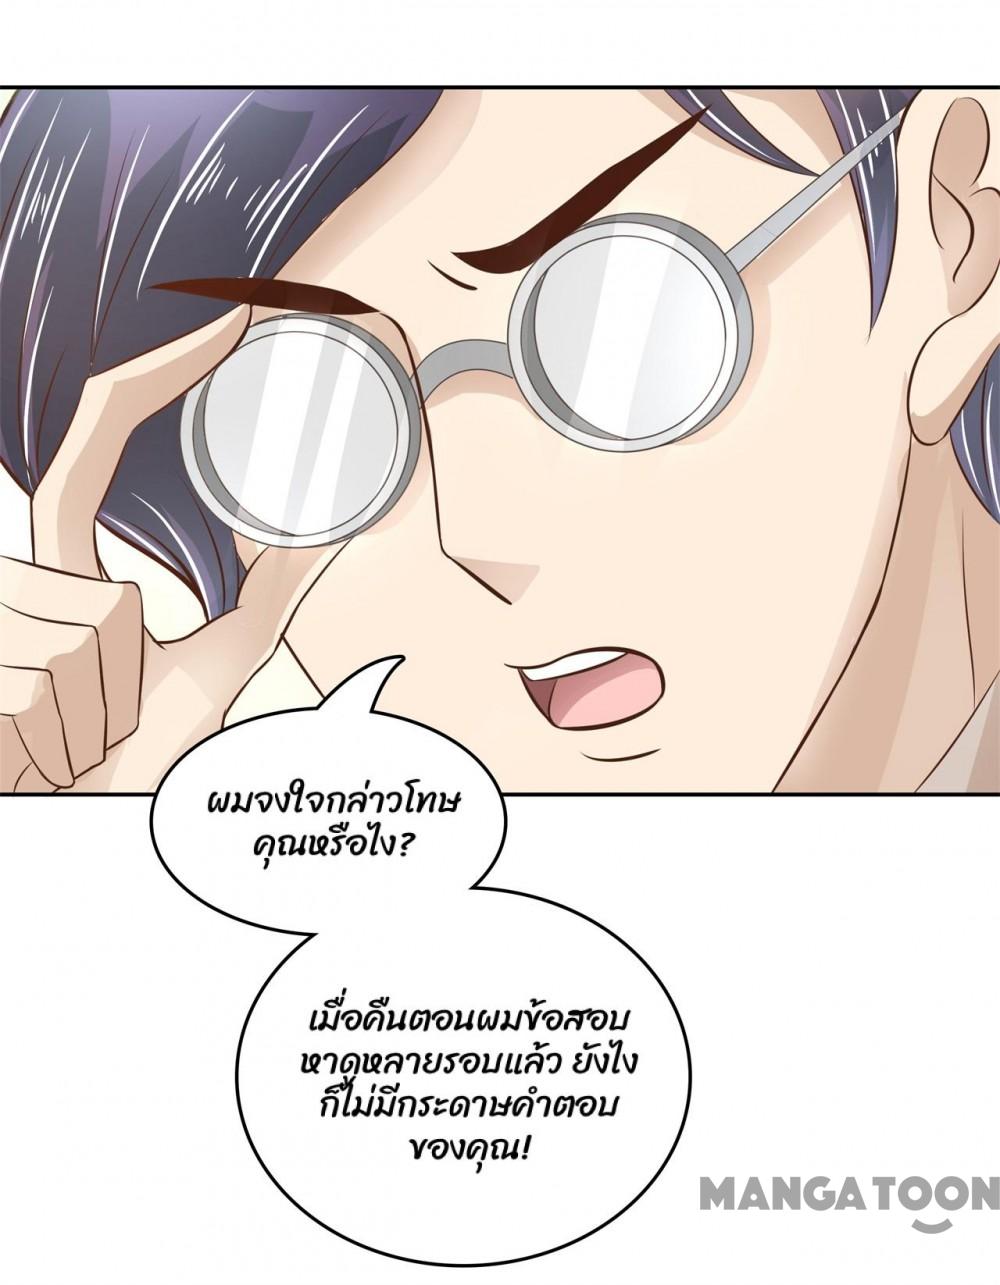 ผมจงใจกล่าวโทษ
คุณหรือไง?
เมื่อคืนตอนผมข้อสอบ
หาดูหลายรอบแล้ว ยังไง
ก็ไม่มีกระดาษคำตอบ
ของคุณ!
MANGATOON